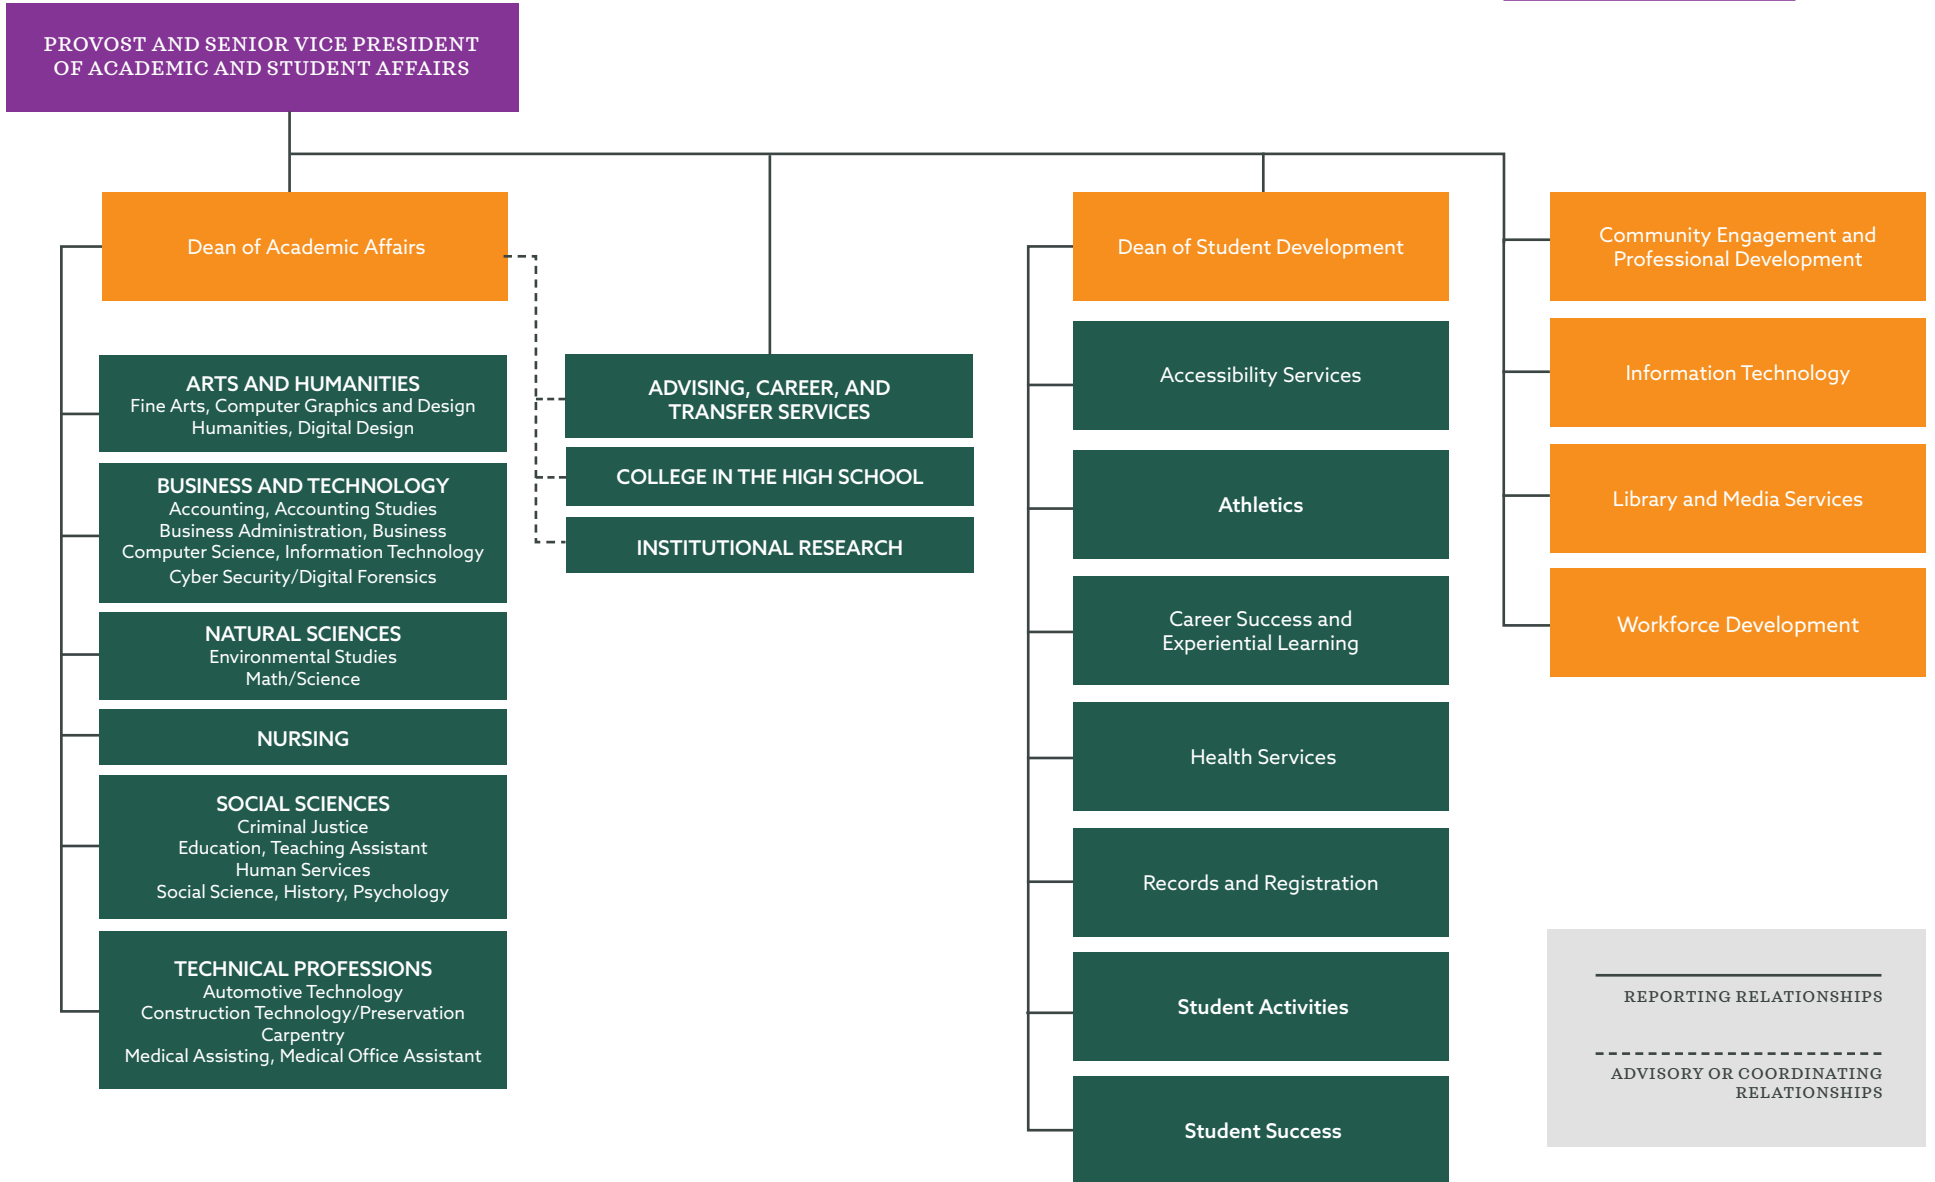 PROVOST AND SENIOR VICE PRESIDENT
OF ACADEMIC AND STUDENT AFFAIRS
Dean of Academic Affairs
ARTS AND HUMANITIES
Fine Arts, Computer Graphics and Design
Humanities, Digital Design
BUSINESS AND TECHNOLOGY
Accounting, Accounting Studies
Business Administration, Business
Computer Science, Information Technology
Cyber Security/Digital Forensics
NATURAL SCIENCES
Environmental Studies
Math/Science
NURSING
SOCIAL SCIENCES
Criminal Justice
Education, Teaching Assistant
Human Services
Social Science, History, Psychology
TECHNICAL PROFESSIONS
Automotive Technology
Construction Technology/Preservation
Carpentry
Medical Assisting, Medical Office Assistant
ADVISING, CAREER, AND
TRANSFER SERVICES
COLLEGE IN THE HIGH SCHOOL
INSTITUTIONAL RESEARCH
Dean of Student Development
Accessibility Services
Athletics
Career Success and
Experiential Learning
Health Services
Records and Registration
Student Activities
Student Success
Community Engagement and
Professional Development
Information Technology
Library and Media Services
Workforce Development
REPORTING RELATIONSHIPS
ADVISORY OR COORDINATING
RELATIONSHIPS